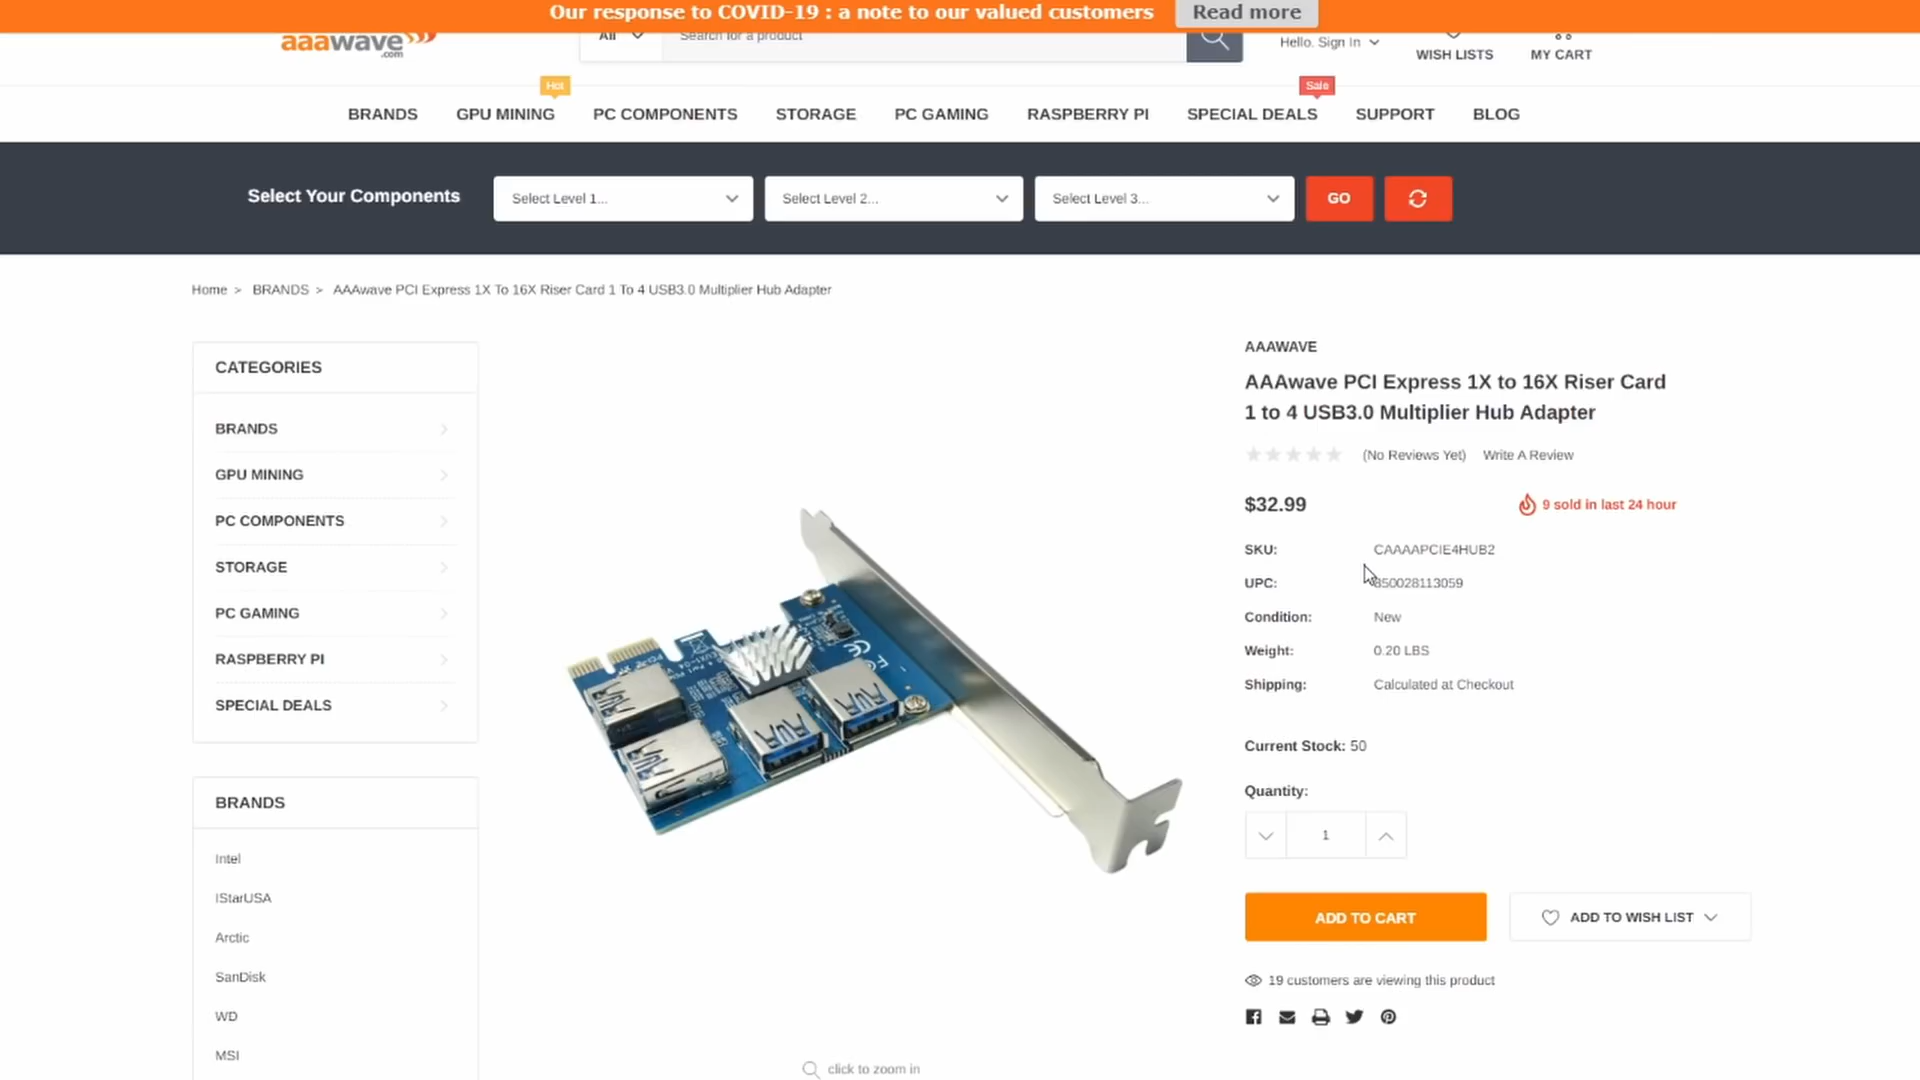 Our response to COVID-19 : a note to our valued customers Read more
aaawave
.com
All
Search for a product
Hello. Sign In
WISH LISTS
MY CART
Hot
Sale
BRANDS GPU MINING PC COMPONENTS STORAGE PC GAMING RASPBERRY PI SPECIAL DEALS SUPPORT BLOG
Select Your Components Select Level 1... Select Level 2... Select Level 3... GO
Home > BRANDS > AAAwave PCI Express 1X To 16X Riser Card 1 To 4 USB3.0 Multiplier Hub Adapter
CATEGORIES
BRANDS
GPU MINING
PC COMPONENTS
STORAGE
PC GAMING
RASPBERRY PI
SPECIAL DEALS
BRANDS
Intel
IStarUSA
Arctic
SanDisk
WD
MSI
click to zoom in
AAAWAVE
AAAwave PCI Express 1X to 16X Riser Card
1 to 4 USB3.0 Multiplier Hub Adapter
(No Reviews Yet) Write A Review
$32.99 9 sold in last 24 hour
SKU: CAAAAPCIE4HUB2
UPC: 850028113059
Condition: New
Weight: 0.20 LBS
Shipping: Calculated at Checkout
Current Stock: 50
Quantity:
1
ADD TO CART ADD TO WISH LIST
19 customers are viewing this product